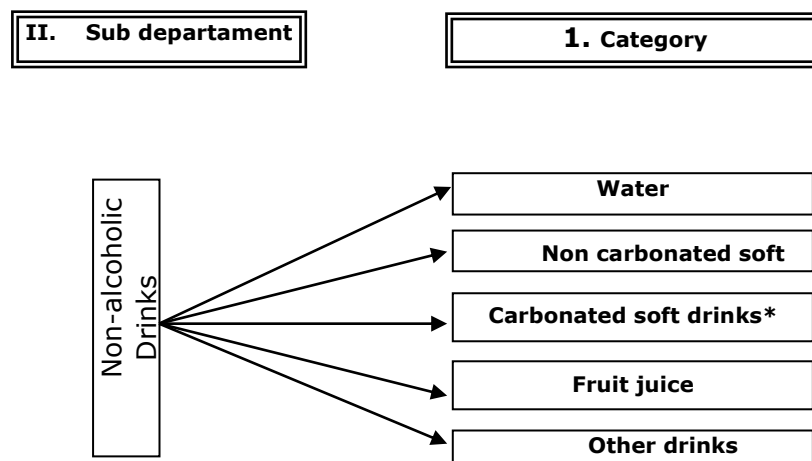 II. Sub departament
1. Category
Non-alcoholic
Drinks
Water
Non carbonated soft
Carbonated soft drinks*
Fruit juice
Other drinks